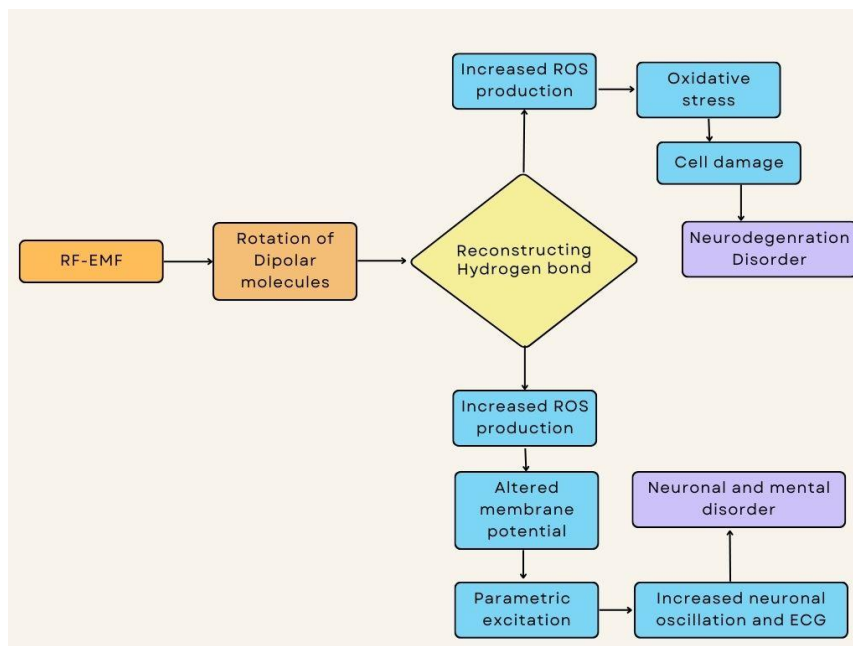 Increased ROS
production
Oxidative
stress
Cell damage
Neurodegenration
Disorder
RF-EMF
Rotation of
Dipolar
molecules
Reconstructing
Hydrogen bond
Increased ROS
production
Altered
membrane
potential
Parametric
excitation
Increased neuronal
oscillation and ECG
Neuronal and mental
disorder